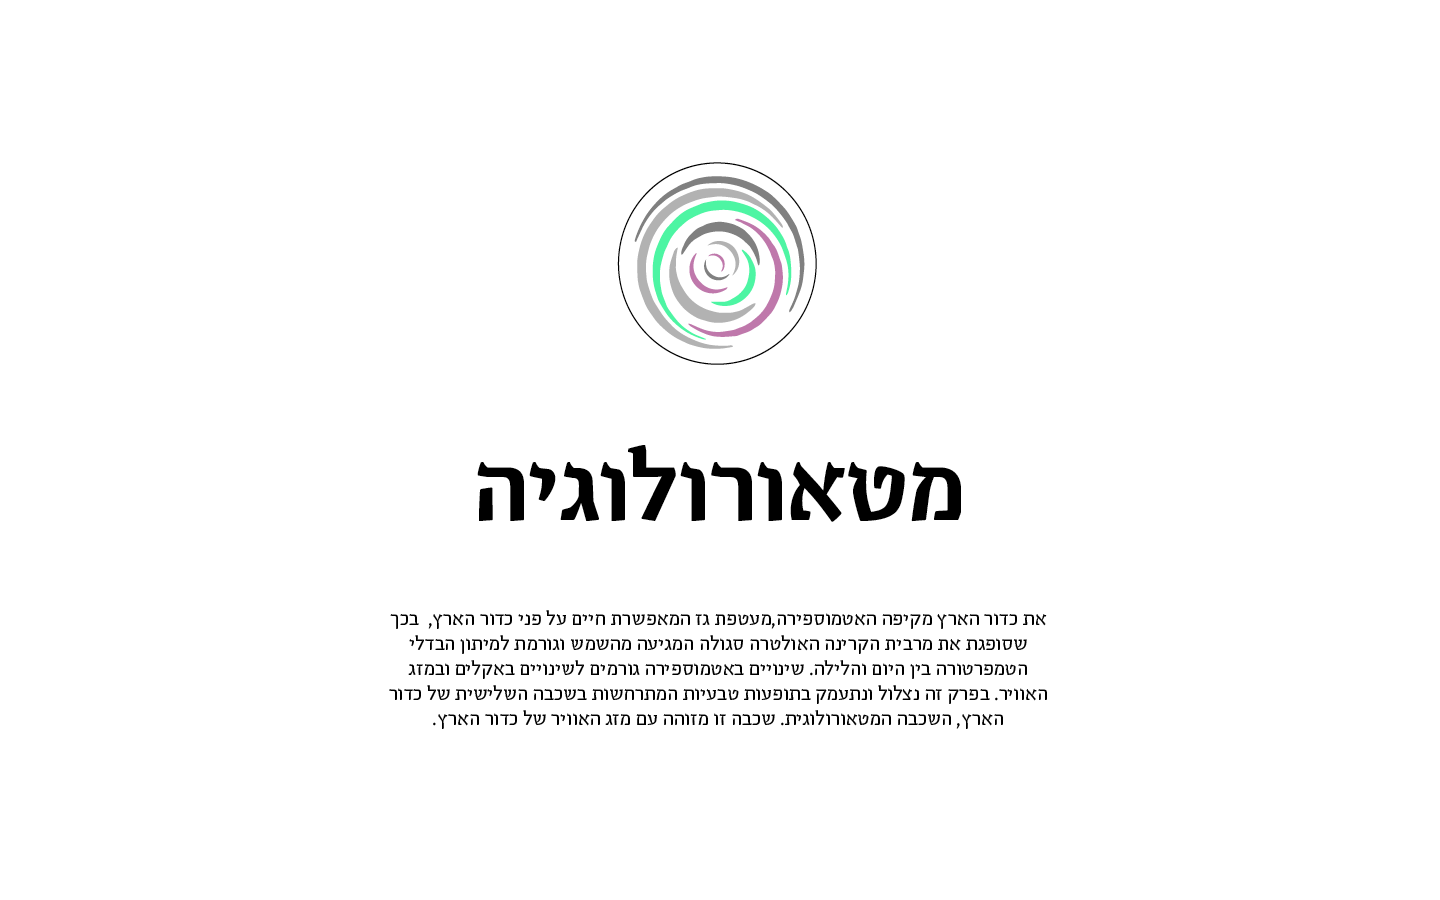 מטאורולוגיה
את כדור הארץ מקיפה האטמוספירה,מעטפת גז המאפשרת חיים על פני כדור הארץ,  בכך
שסופגת את מרבית הקרינה האולטרה סגולה המגיעה מהשמש וגורמת למיתון הבדלי
הטמפרטורה בין היום והלילה. שינויים באטמוספירה גורמים לשינויים באקלים ובמזג
האוויר. בפרק זה נצלול ונתעמק בתופעות טבעיות המתרחשות בשכבה השלישית של כדור
הארץ, השכבה המטאורולוגית. שכבה זו מזוהה עם מזג האוויר של כדור הארץ.